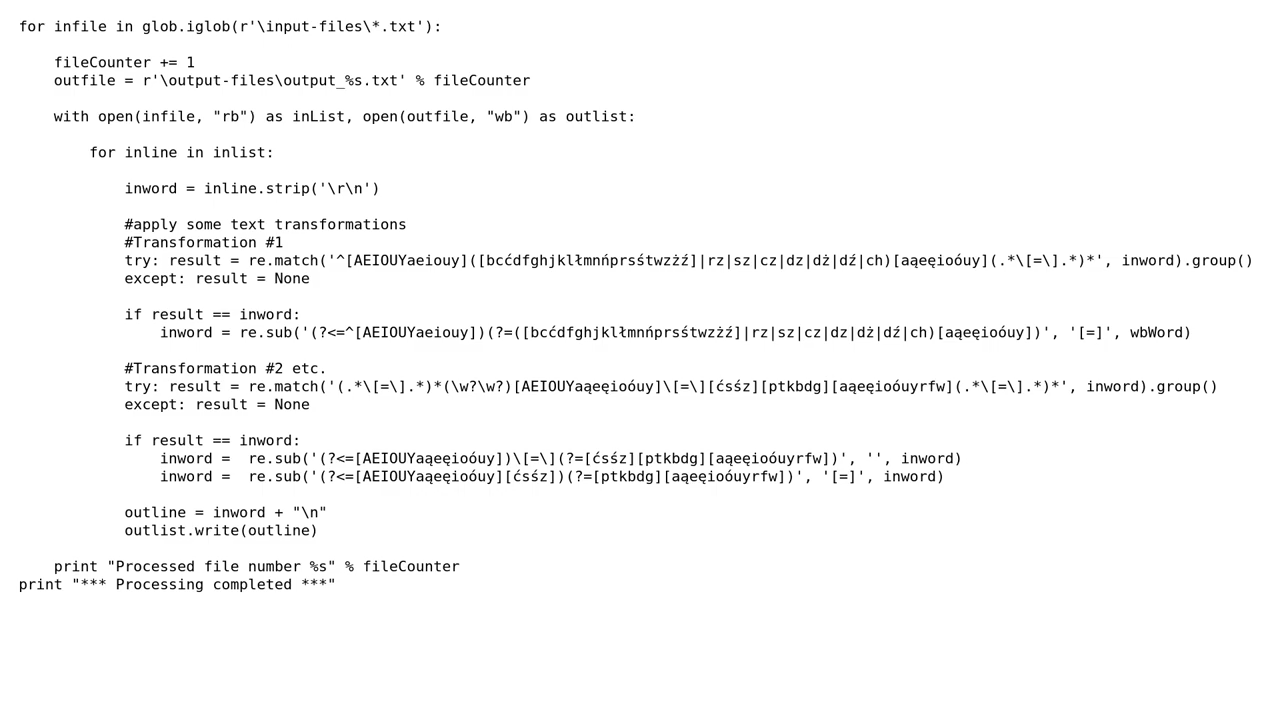 for infile in glob.iglob(r'\input-files\*.txt'):

    fileCounter += 1
    outfile = r'\output-files\output_%s.txt' % fileCounter

    with open(infile, "rb") as inList, open(outfile, "wb") as outlist:

        for inline in inlist:

            inword = inline.strip('\r\n')

            #apply some text transformations
            #Transformation #1
            try: result = re.match('^[AEIOUYaeiouy]([bcćdfghjklłmnńprsśtwzżź]|rz|sz|cz|dz|dż|dź|ch)[aąeęioóuy](.*\[=\].*)*', inword).group()
            except: result = None

            if result == inword:
                inword = re.sub('(?<=^[AEIOUYaeiouy])(?=([bcćdfghjklłmnńprsśtwzżź]|rz|sz|cz|dz|dż|dź|ch)[aąeęioóuy])', '[=]', wbWord)

            #Transformation #2 etc.
            try: result = re.match('(.*\[=\].*)*(\w?\w?)[AEIOUYaąeęioóuy]\[=\][ćsśz][ptkbdg][aąeęioóuyrfw](.*\[=\].*)*', inword).group()
            except: result = None

            if result == inword:
                inword =  re.sub('(?<=[AEIOUYaąeęioóuy])\[=\](?=[ćsśz][ptkbdg][aąeęioóuyrfw])', '', inword)
                inword =  re.sub('(?<=[AEIOUYaąeęioóuy][ćsśz])(?=[ptkbdg][aąeęioóuyrfw])', '[=]', inword)

            outline = inword + "\n"
            outlist.write(outline)

    print "Processed file number %s" % fileCounter
print "*** Processing completed ***"